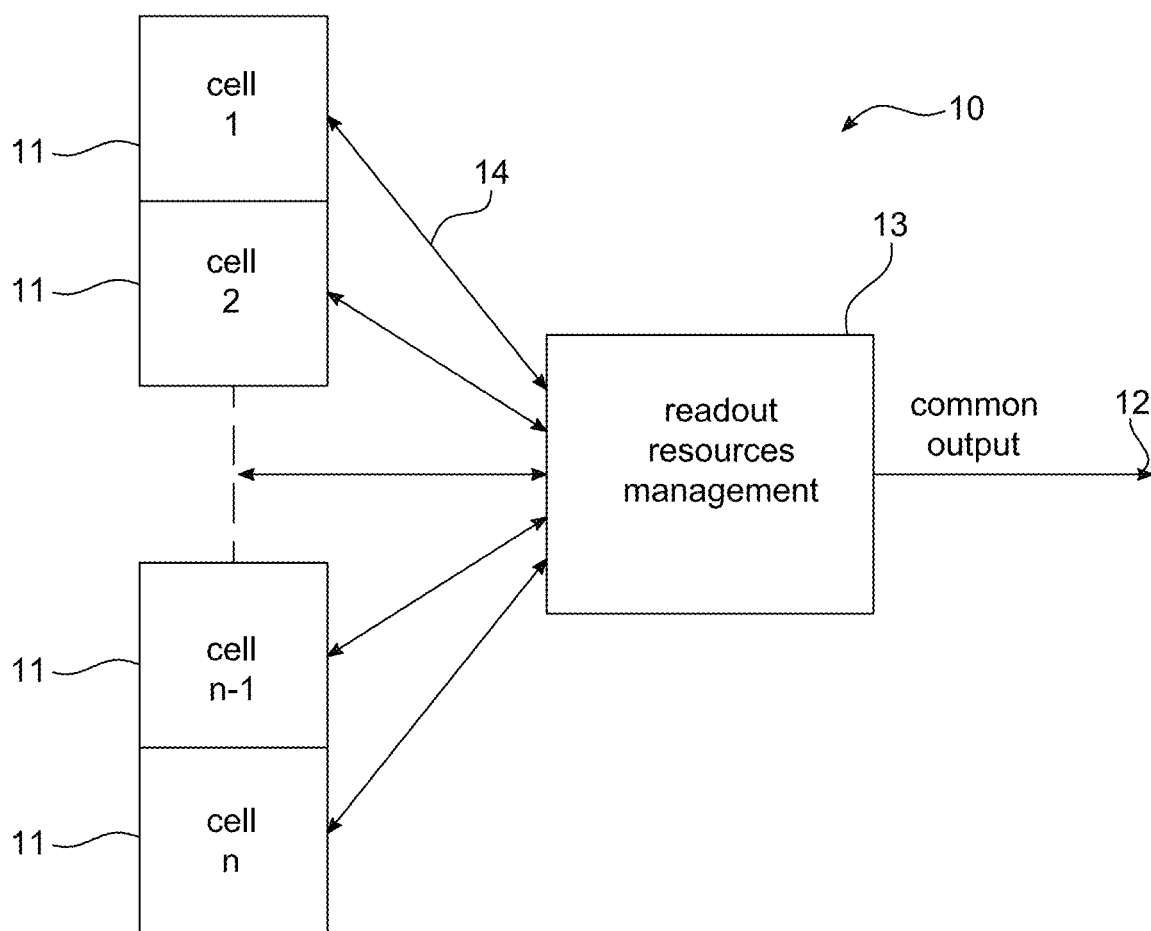 cell
1
11
10
14
cell
2
11
13
readout
resources
management
common
output
12
cell
n-1
11
cell
n
11